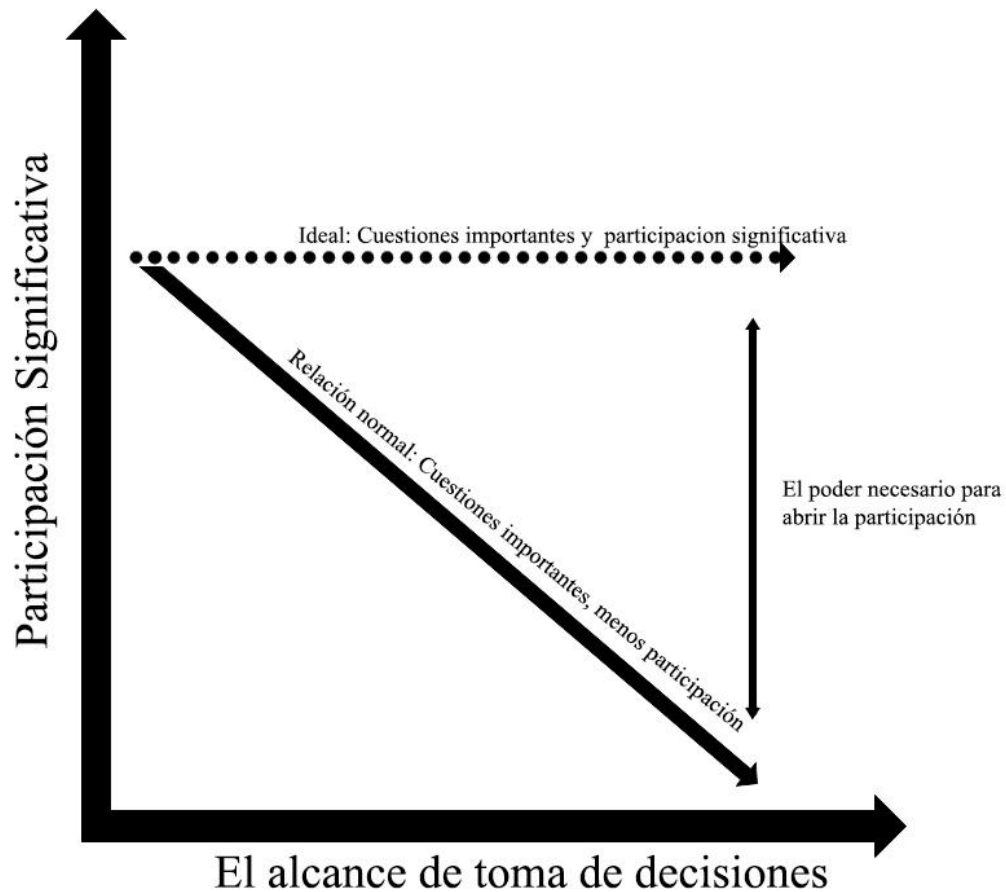 Participación Significativa
Ideal: Cuestiones importantes y participacion significativa
Relación normal: Cuestiones importantes, menos participación
El poder necesario para
abrir la participación
El alcance de toma de decisiones